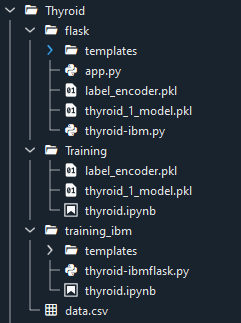 Thyroid
flask
templates
app.py
label_encoder.pkl
thyroid_1_model.pkl
thyroid-ibm.py
Training
label_encoder.pkl
thyroid_1_model.pkl
thyroid.ipynb
training_ibm
templates
thyroid-ibmflask.py
thyroid.ipynb
data.csv